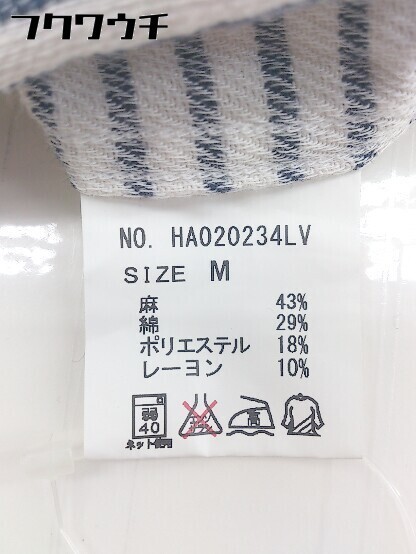 フクワウチ
NO. HA020234LV
SIZE M
麻 43%
綿 29%
ポリエステル 18%
レーヨン 10%
弱 高
40
ネット使用